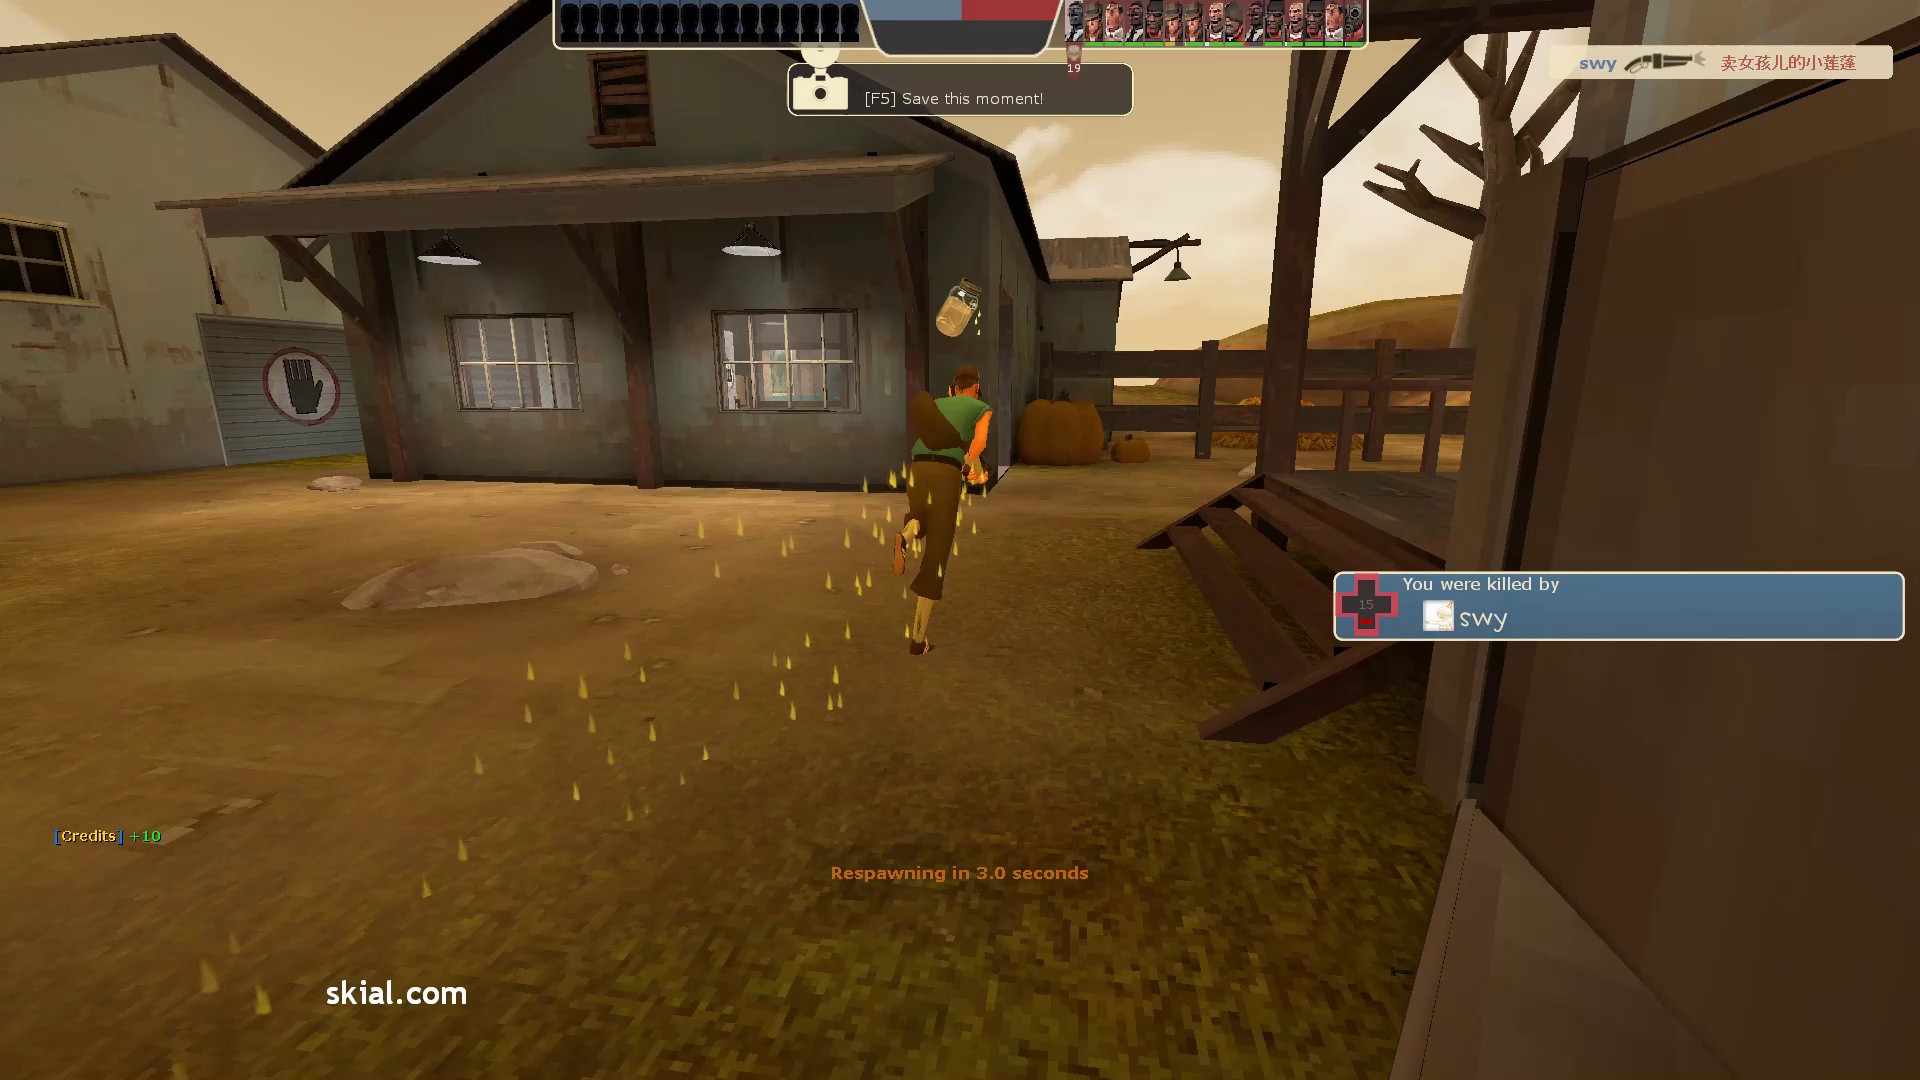 19
[F5] Save this moment!
swy 卖女孩儿的小莲蓬
You were killed by
15
swy
[Credits] +10
Respawning in 3.0 seconds
skial.com